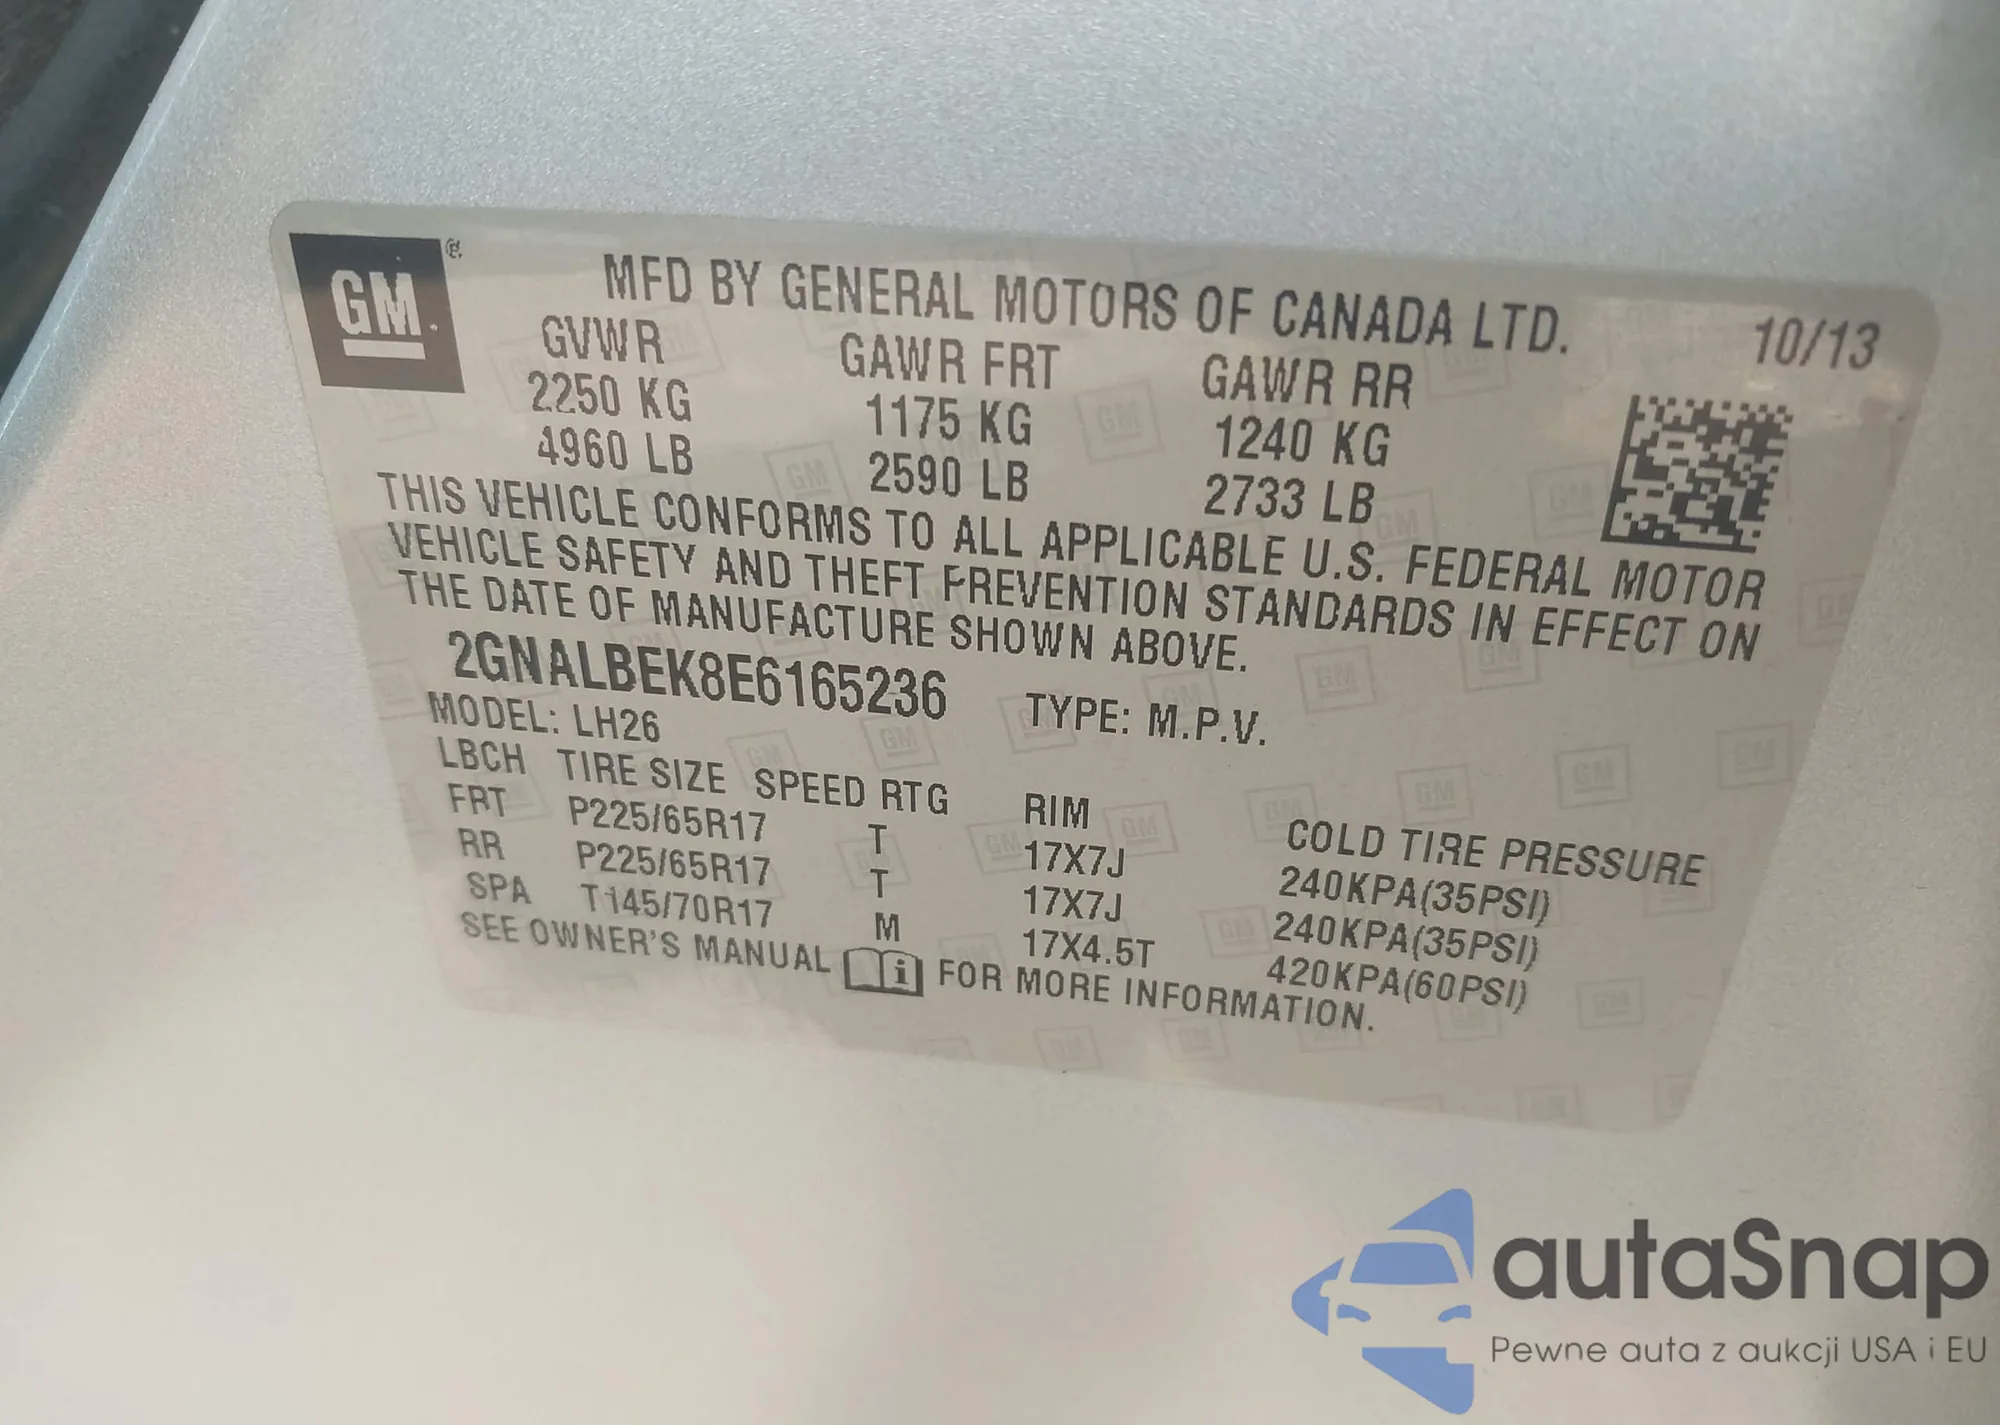 GM
MFD BY GENERAL MOTORS OF CANADA LTD.
10/13
GVWR GAWR FRT GAWR RR
2250 KG 1175 KG 1240 KG
4960 LB 2590 LB 2733 LB
THIS VEHICLE CONFORMS TO ALL APPLICABLE U.S. FEDERAL MOTOR
VEHICLE SAFETY AND THEFT PREVENTION STANDARDS IN EFFECT ON
THE DATE OF MANUFACTURE SHOWN ABOVE.
2GNALBEK8E6165236 TYPE: M.P.V.
MODEL: LH26
LBCH TIRE SIZE SPEED RTG RIM COLD TIRE PRESSURE
FRT P225/65R17 T 17X7J 240KPA(35PSI)
RR P225/65R17 T 17X7J 240KPA(35PSI)
SPA T145/70R17 M 17X4.5T 420KPA(60PSI)
SEE OWNER'S MANUAL FOR MORE INFORMATION.
autaSnap
Pewne auta z aukcji USA i EU